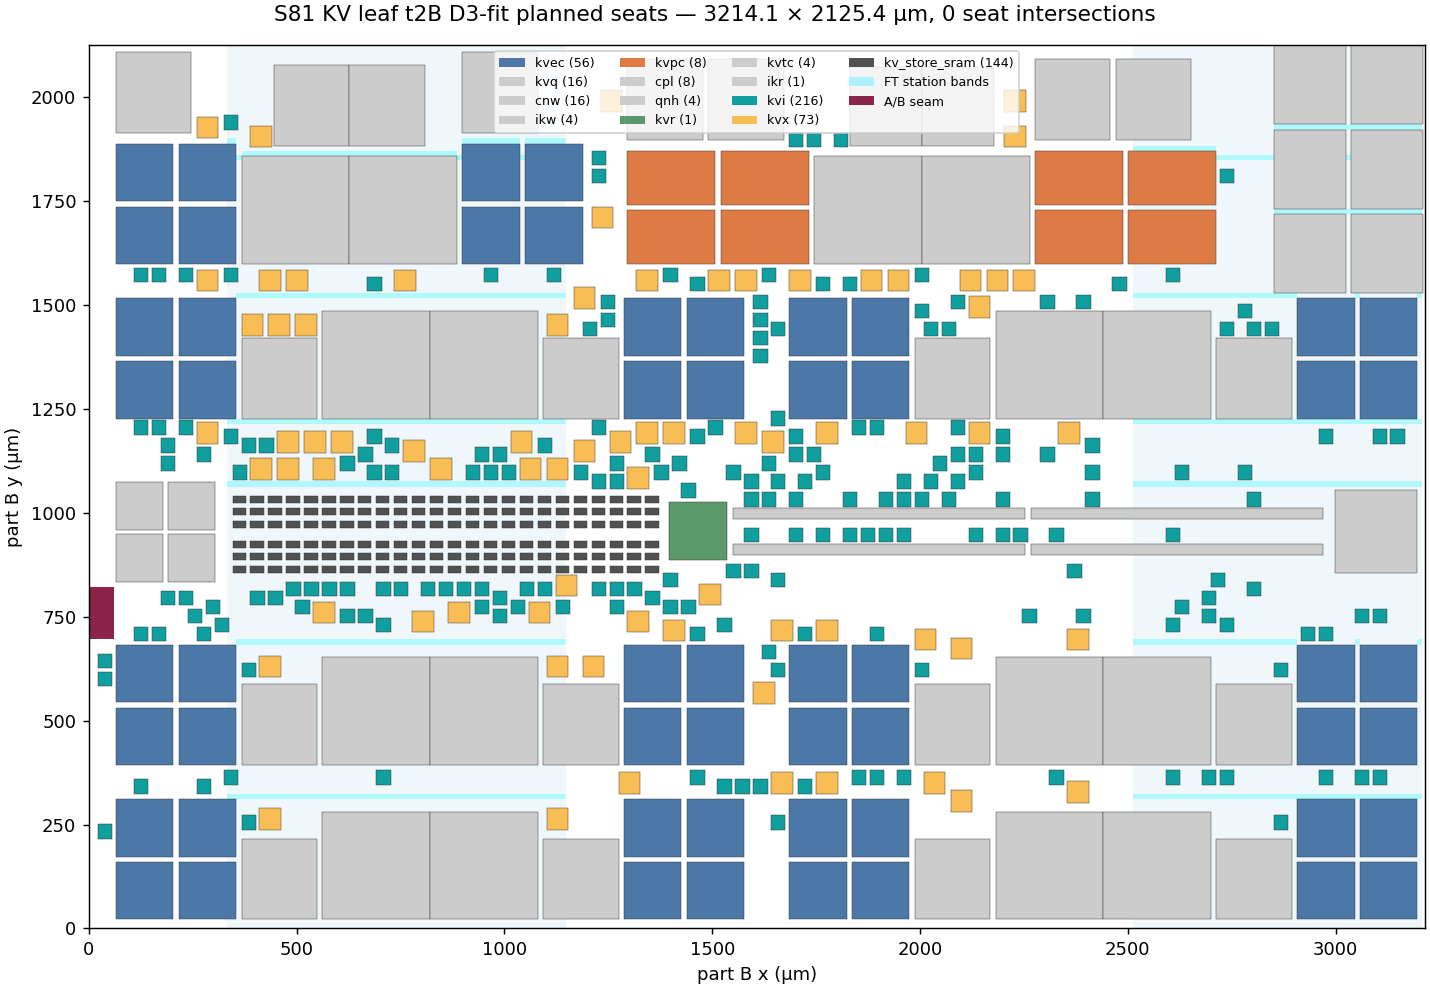 S81 KV leaf t2B D3-fit planned seats — 3214.1 × 2125.4 μm, 0 seat intersections
kvec (56)
kvq (16)
cnw (16)
ikw (4)
kvpc (8)
cpl (8)
qnh (4)
kvr (1)
kvtc (4)
ikr (1)
kvi (216)
kvx (73)
kv_store_sram (144)
FT station bands
A/B seam
part B y (μm)
2000
1750
1500
1250
1000
750
500
250
0
0 500 1000 1500 2000 2500 3000
part B x (μm)